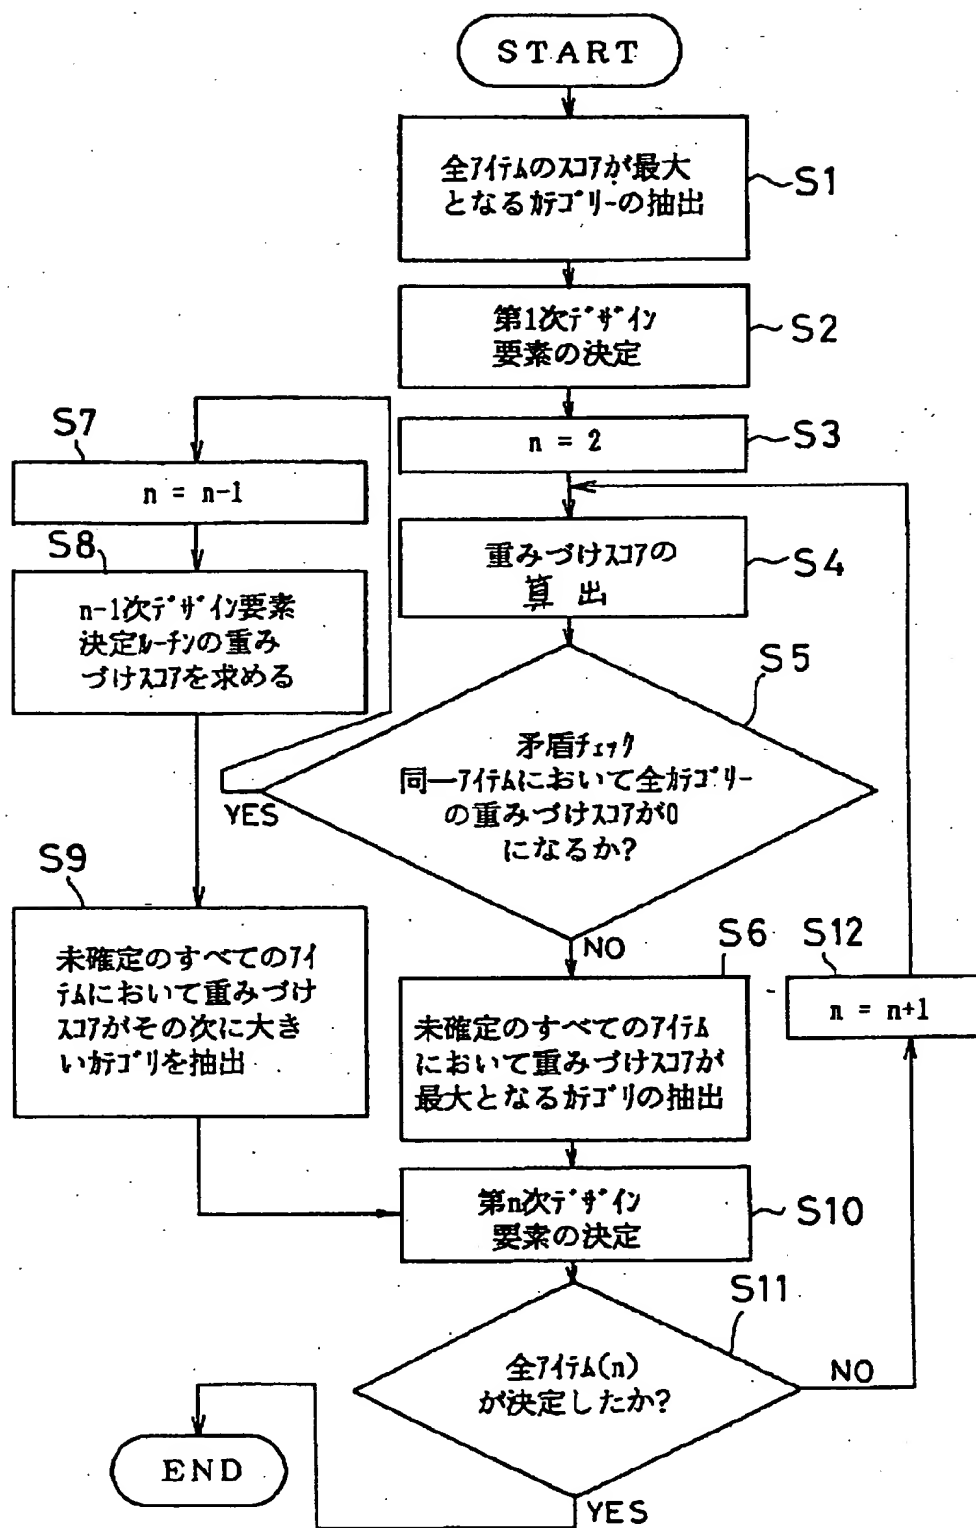 START
全アイテムのスコアが最大
となるカテゴリーの抽出
S1
第1次デザイン
要素の決定
S2
n = 2
S3
重みづけスコアの
算出
S4
矛盾チェック
同一アイテムにおいて全カテゴリー
の重みづけスコアが0
になるか?
S5
YES
NO
S7
n = n-1
S8
n-1次デザイン要素
決定ルーチンの重み
づけスコアを求める
S9
未確定のすべてのアイ
テムにおいて重みづけ
スコアがその次に大き
いカテゴリを抽出
S6
未確定のすべてのアイテム
において重みづけスコアが
最大となるカテゴリの抽出
S12
n = n+1
第n次デザイン
要素の決定
S10
S11
全アイテム(n)
が決定したか?
NO
YES
END